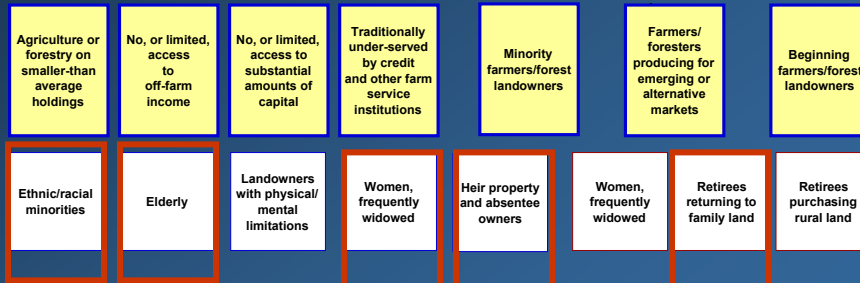 Agriculture or
forestry on
smaller-than
average
holdings
No, or limited,
access
to
off-farm
income
No, or limited,
access to
substantial
amounts of
capital
Traditionally
under-served
by credit
and other farm
service
institutions
Minority
farmers/forest
landowners
Farmers/
foresters
producing for
emerging or
alternative
markets
Beginning
farmers/forest
landowners
Ethnic/racial
minorities
Elderly
Landowners
with physical/
mental
limitations
Women,
frequently
widowed
Heir property
and absentee
owners
Women,
frequently
widowed
Retirees
returning to
family land
Retirees
purchasing
rural land